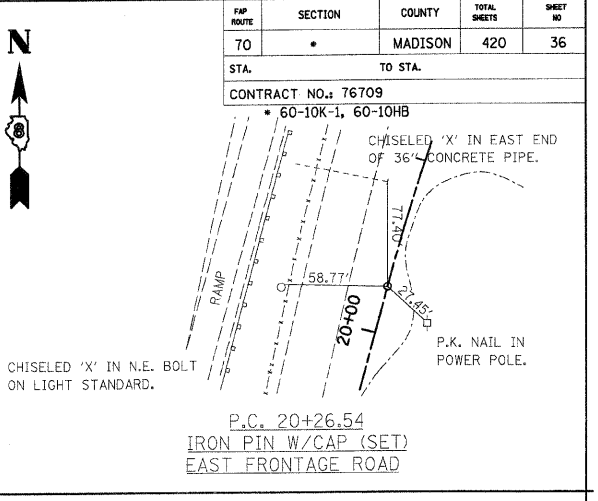 FAP ROUTE SECTION COUNTY TOTAL SHEETS SHEET NO
70 * MADISON 420 36
STA. TO STA.
CONTRACT NO.: 76709
* 60-10K-1, 60-10HB
N
8
CHISELED 'X' IN EAST END
OF 36" CONCRETE PIPE.
77.40
58.77'
27.45'
RAMP
20+00
P.K. NAIL IN
POWER POLE.
CHISELED 'X' IN N.E. BOLT
ON LIGHT STANDARD.
P.C. 20+26.54
IRON PIN W/CAP (SET)
EAST FRONTAGE ROAD